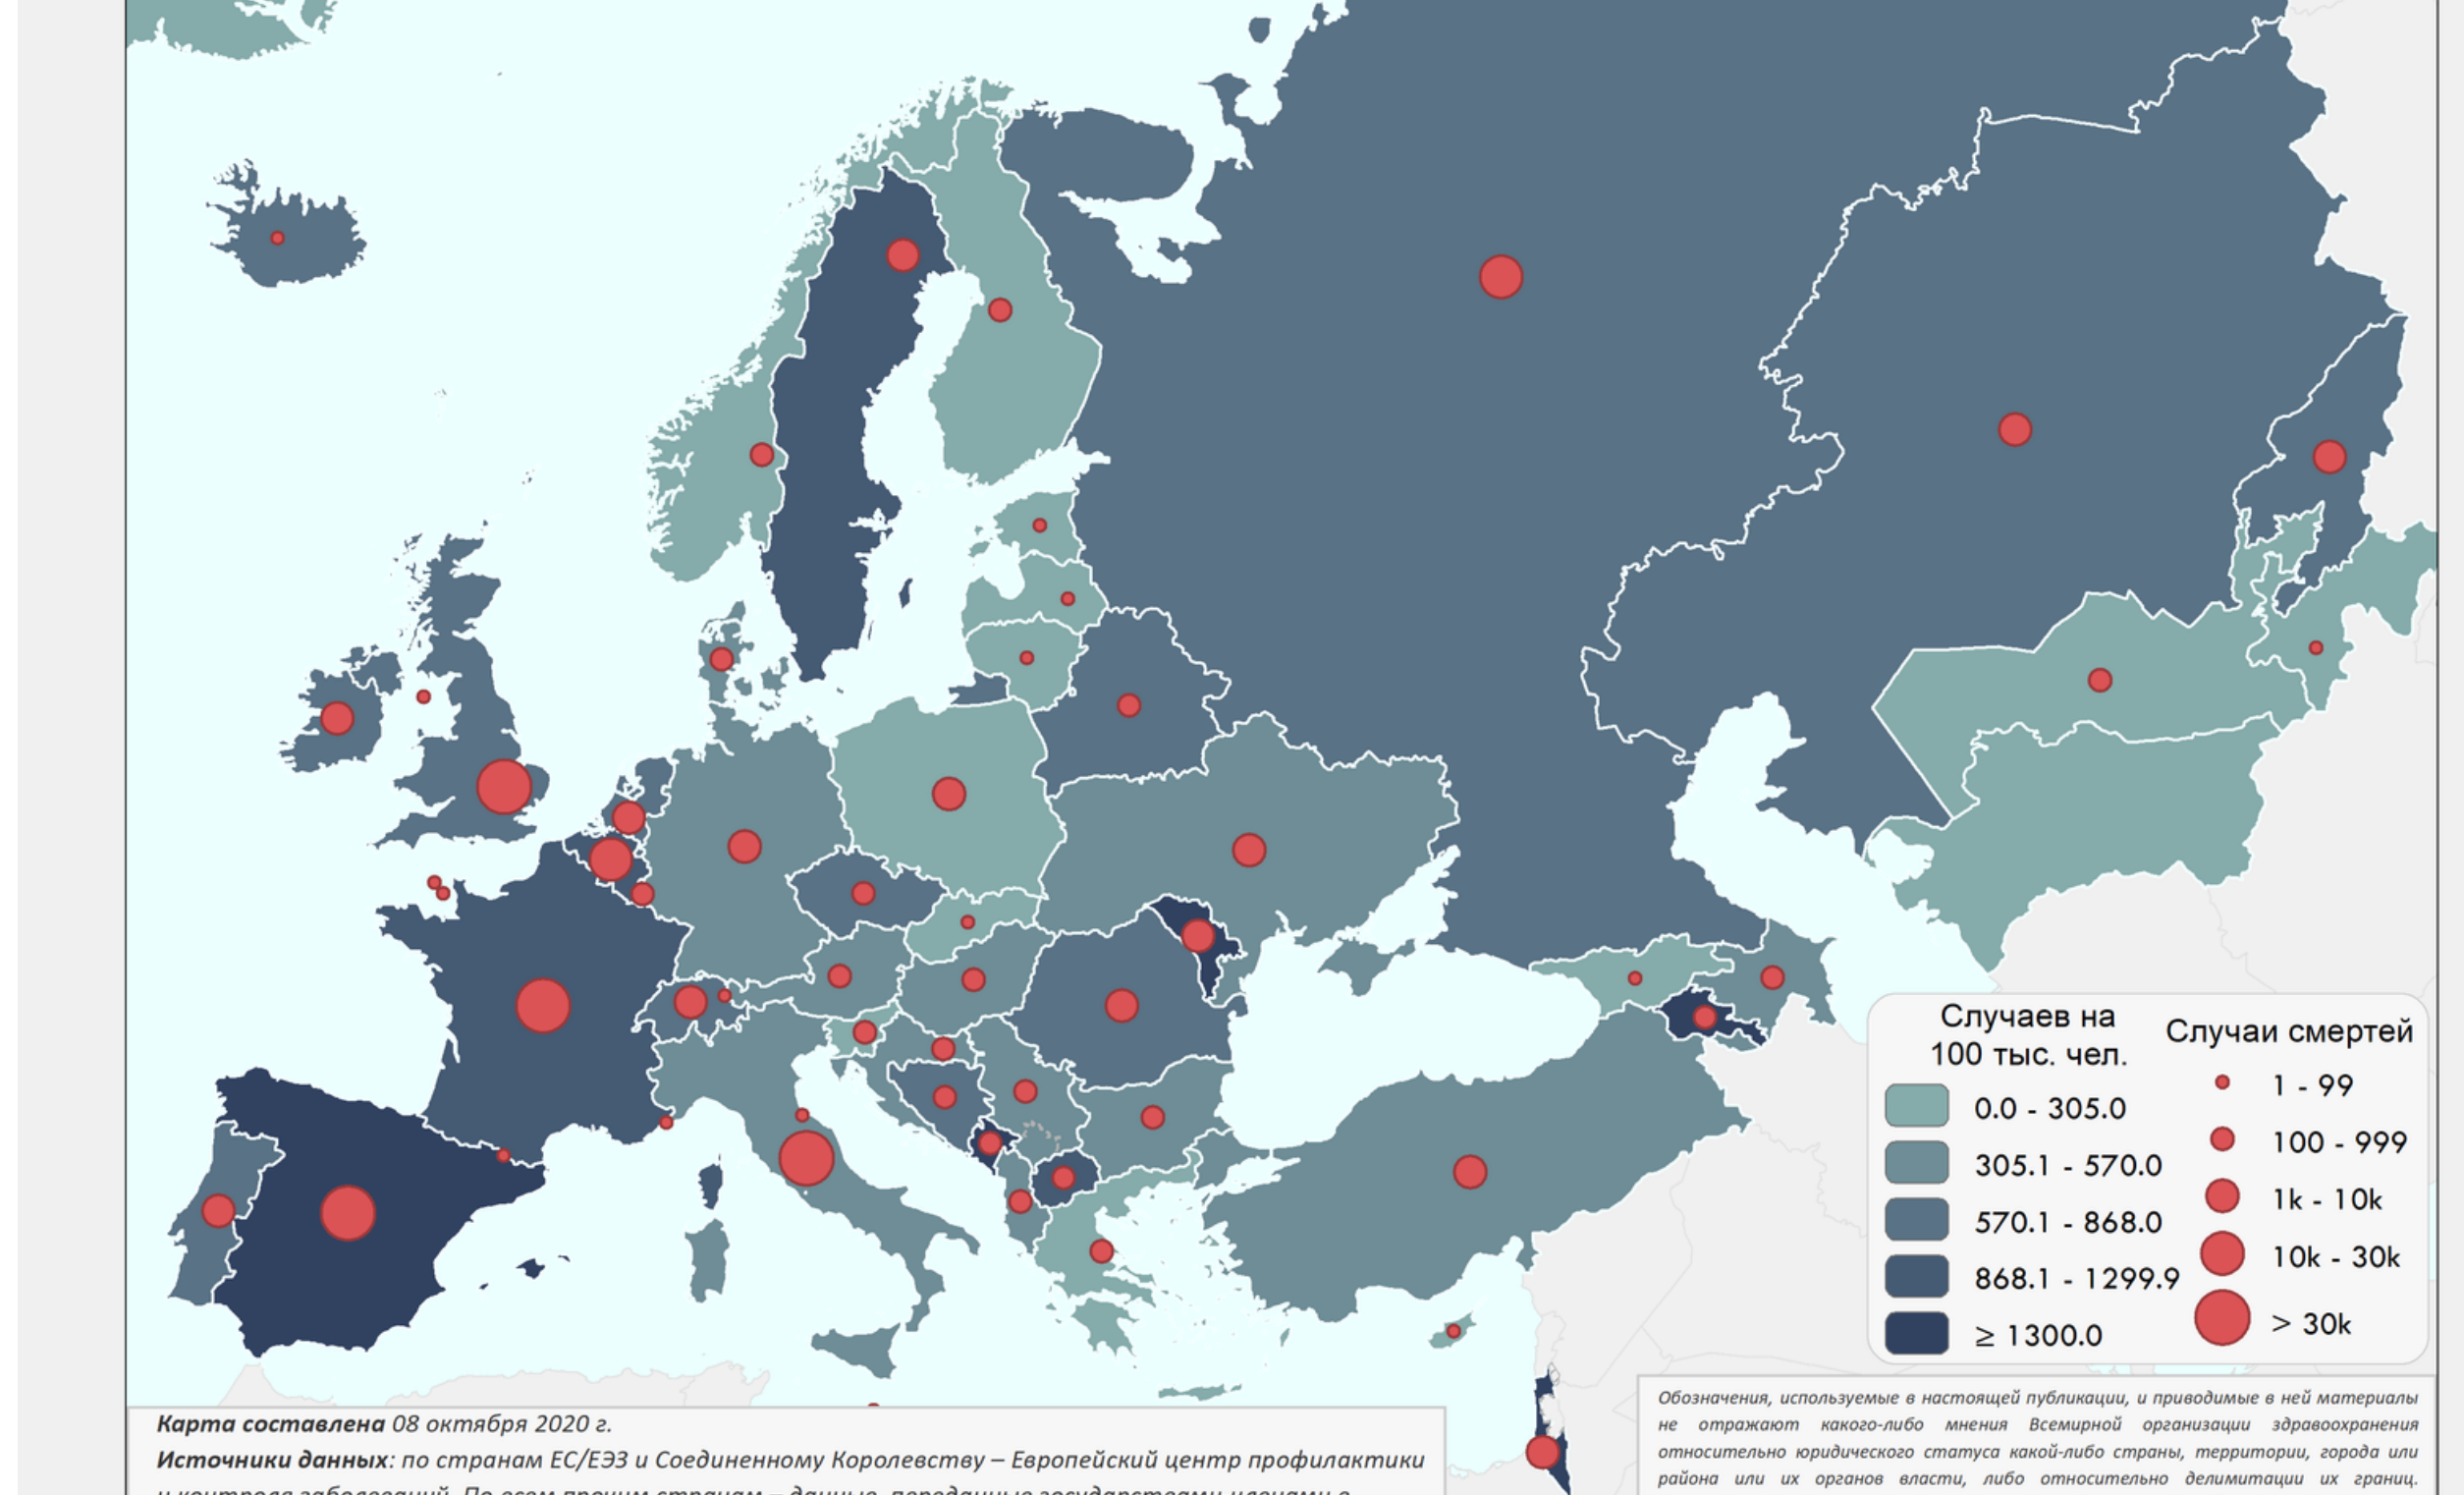 Случаев на
100 тыс. чел.
0.0 - 305.0
305.1 - 570.0
570.1 - 868.0
868.1 - 1299.9
≥ 1300.0
Случаи смертей
1 - 99
100 - 999
1k - 10k
10k - 30k
> 30k
Карта составлена 08 октября 2020 г.
Источники данных: по странам ЕС/ЕЭЗ и Соединенному Королевству – Европейский центр профилактики
Обозначения, используемые в настоящей публикации, и приводимые в ней материалы
не отражают какого-либо мнения Всемирной организации здравоохранения
относительно юридического статуса какой-либо страны, территории, города или
района или их органов власти, либо относительно делимитации их границ.